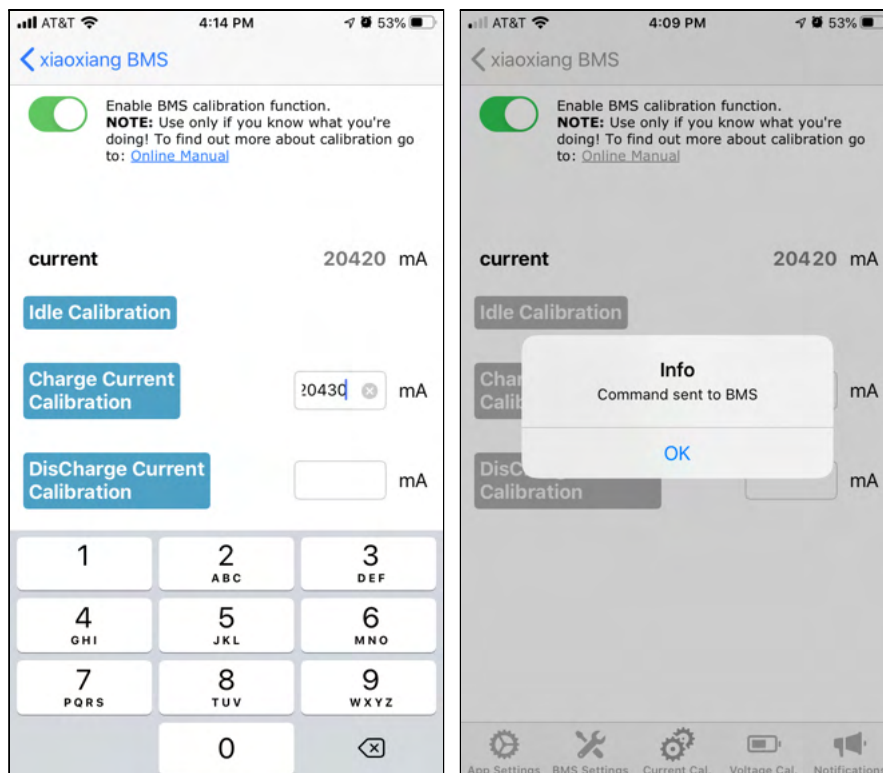 AT&T 4:14 PM 53%
xiaoxiang BMS
Enable BMS calibration function.
NOTE: Use only if you know what you're
doing! To find out more about calibration go
to: Online Manual
current 20420 mA
Idle Calibration
Charge Current
Calibration
20430 mA
DisCharge Current
Calibration
mA
1
2
ABC
3
DEF
4
GHI
5
JKL
6
MNO
7
PQRS
8
TUV
9
WXYZ
0
AT&T 4:09 PM 53%
xiaoxiang BMS
Enable BMS calibration function.
NOTE: Use only if you know what you're
doing! To find out more about calibration go
to: Online Manual
current 20420 mA
Idle Calibration
Char
Calib
mA
Info
Command sent to BMS
OK
DisC
Calibration
mA
App Settings BMS Settings Current Cal. Voltage Cal. Notifications